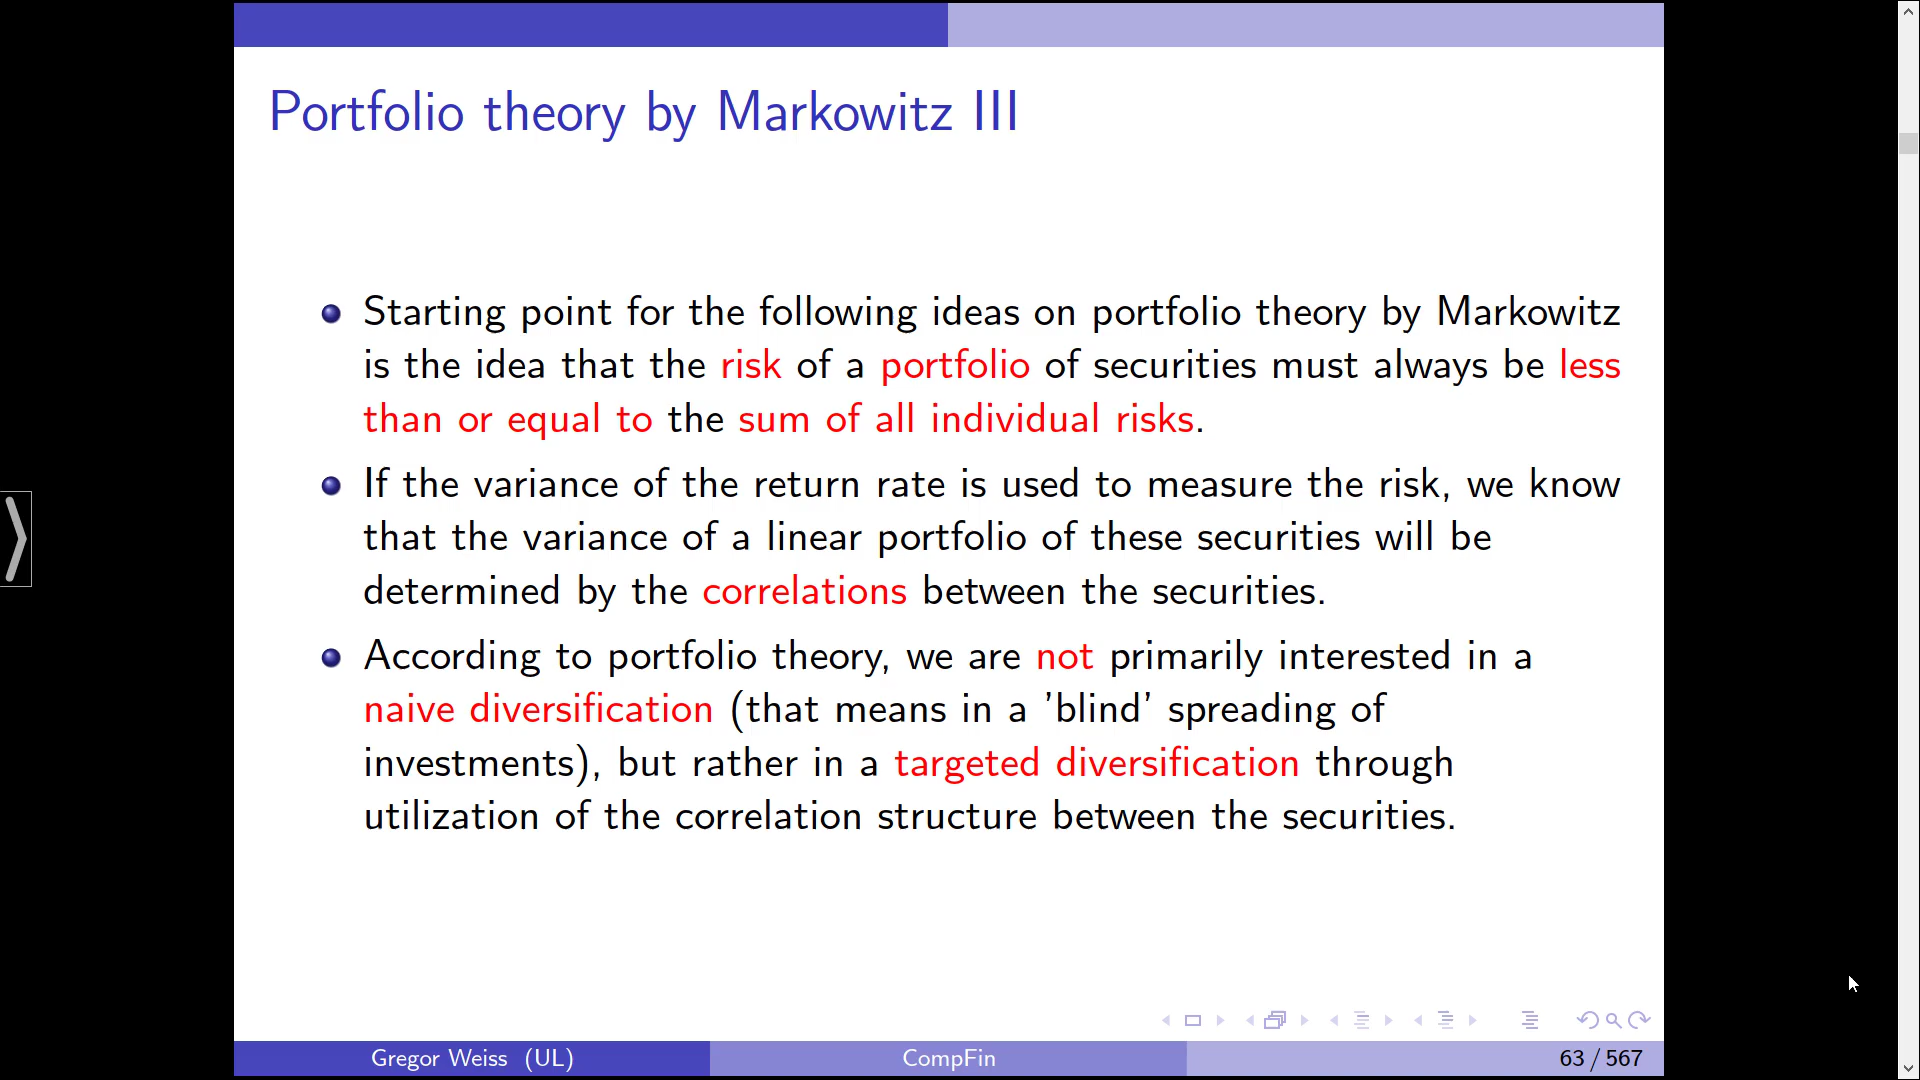 Portfolio theory by Markowitz III
Starting point for the following ideas on portfolio theory by Markowitz
is the idea that the risk of a portfolio of securities must always be less
than or equal to the sum of all individual risks.
If the variance of the return rate is used to measure the risk, we know
that the variance of a linear portfolio of these securities will be
determined by the correlations between the securities.
According to portfolio theory, we are not primarily interested in a
naive diversification (that means in a 'blind' spreading of
investments), but rather in a targeted diversification through
utilization of the correlation structure between the securities.
Gregor Weiss (UL) CompFin 63 / 567